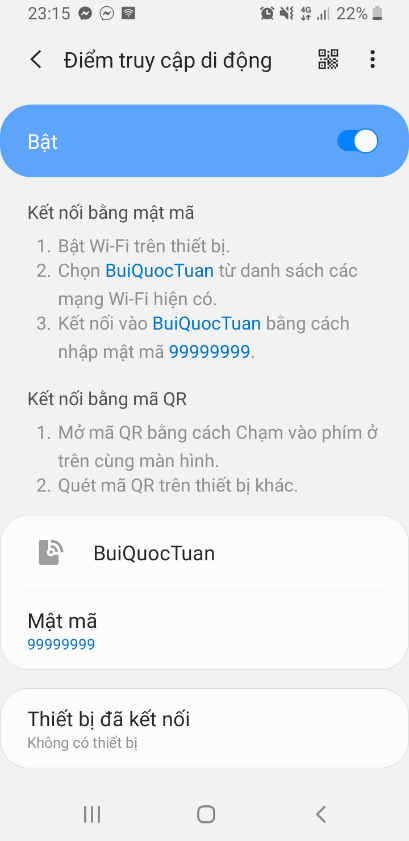 23:15 4G 22%
Điểm truy cập di động
Bật
Kết nối bằng mật mã
1. Bật Wi-Fi trên thiết bị.
2. Chọn BuiQuocTuan từ danh sách các
mạng Wi-Fi hiện có.
3. Kết nối vào BuiQuocTuan bằng cách
nhập mật mã 99999999.
Kết nối bằng mã QR
1. Mở mã QR bằng cách Chạm vào phím ở
trên cùng màn hình.
2. Quét mã QR trên thiết bị khác.
BuiQuocTuan
Mật mã
99999999
Thiết bị đã kết nối
Không có thiết bị